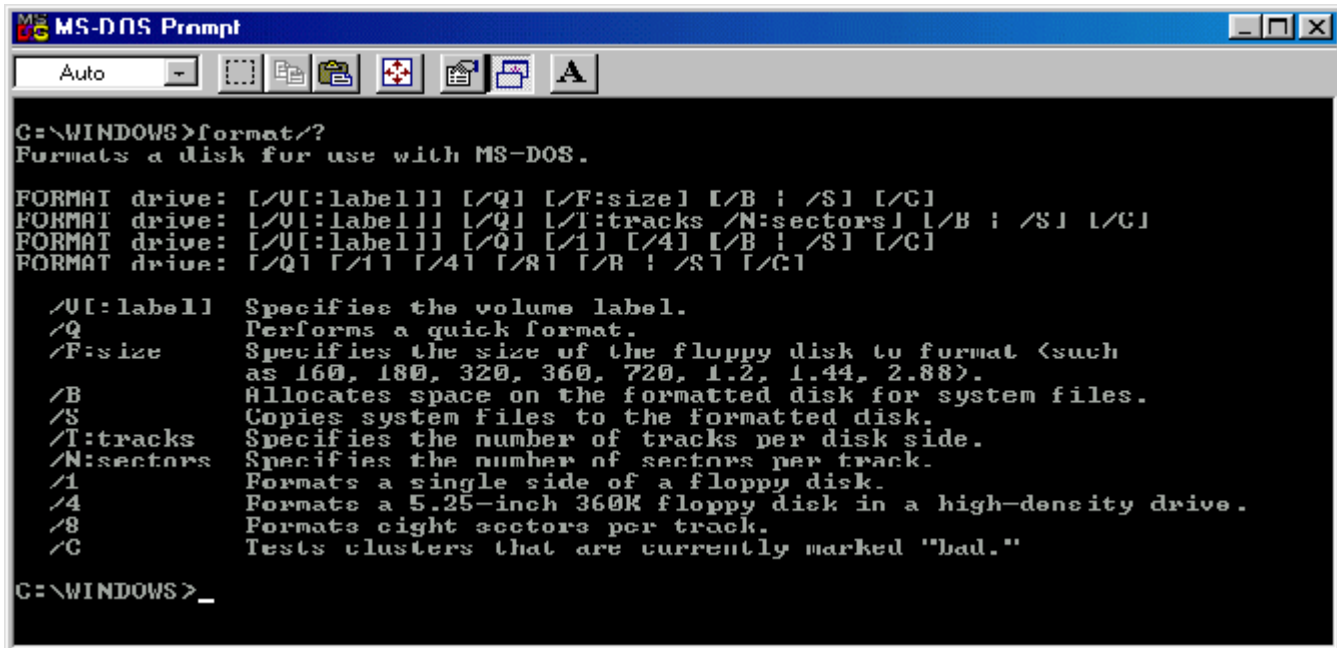 MS-DOS Prompt
Auto
A
C:\WINDOWS>format/?
Formats a disk for use with MS-DOS.
FORMAT drive: [/V[:label]] [/Q] [/F:size] [/B ¦ /S] [/C]
FORMAT drive: [/V[:label]] [/Q] [/T:tracks /N:sectors] [/B ¦ /S] [/C]
FORMAT drive: [/V[:label]] [/Q] [/1] [/4] [/B ¦ /S] [/C]
FORMAT drive: [/Q] [/1] [/4] [/8] [/B ¦ /S] [/C]
/V[:label] Specifies the volume label.
/Q Performs a quick format.
/F:size Specifies the size of the floppy disk to format (such
as 160, 180, 320, 360, 720, 1.2, 1.44, 2.88).
/B Allocates space on the formatted disk for system files.
/S Copies system files to the formatted disk.
/T:tracks Specifies the number of tracks per disk side.
/N:sectors Specifies the number of sectors per track.
/1 Formats a single side of a floppy disk.
/4 Formats a 5.25-inch 360K floppy disk in a high-density drive.
/8 Formats eight sectors per track.
/C Tests clusters that are currently marked "bad."
C:\WINDOWS>_